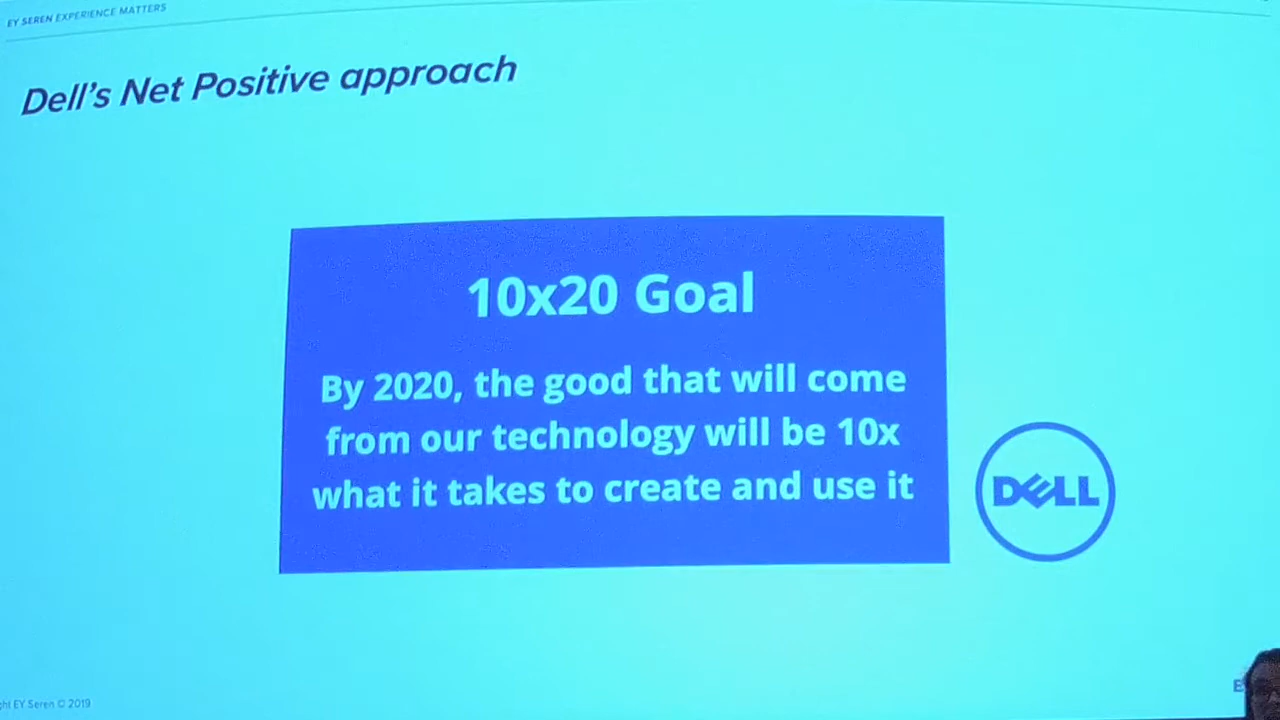 EY SEREN EXPERIENCE MATTERS
Dell's Net Positive approach
10x20 Goal
By 2020, the good that will come
from our technology will be 10x
what it takes to create and use it
DELL
EY Seren © 2019